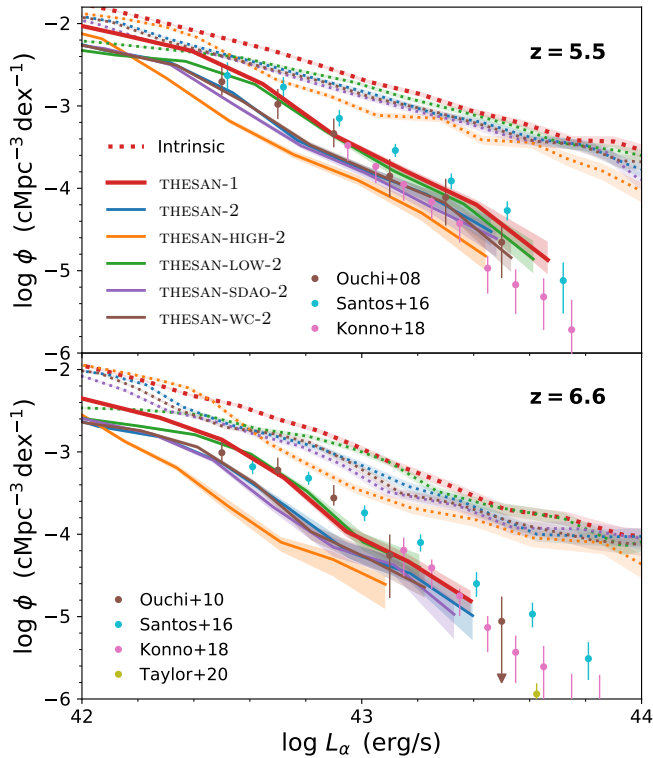 −2
z = 5.5
−3
Intrinsic
THESAN-1
−4
THESAN-2
THESAN-HIGH-2
THESAN-LOW-2
Ouchi+08
−5
THESAN-SDAO-2
Santos+16
THESAN-WC-2
Konno+18
−6
log ϕ (cMpc⁻³ dex⁻¹)
−2
z = 6.6
−3
−4
−5
Ouchi+10
Santos+16
Konno+18
Taylor+20
−6
log ϕ (cMpc⁻³ dex⁻¹)
42 43 44
log Lα (erg/s)